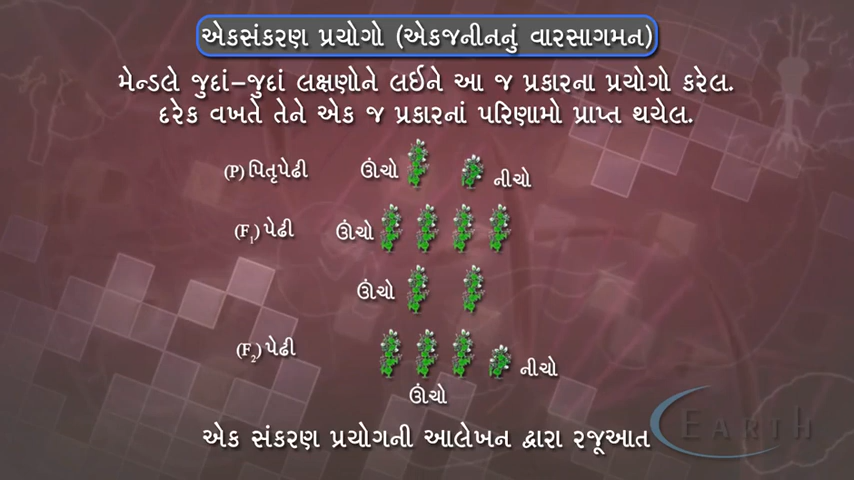 એકસંકરણ પ્રયોગો (એકજનીનનું વારસાગમન)
મેન્ડલે જુદાં-જુદાં લક્ષણોને લઈને આ જ પ્રકારના પ્રયોગો કરેલ.
દરેક વખતે તેને એક જ પ્રકારનાં પરિણામો પ્રાપ્ત થયેલ.
(P) પિતૃપેઢી ઊંચો નીચો
(F₁) પેઢી ઊંચો
ઊંચો
(F₂) પેઢી નીચો
ઊંચો
એક સંકરણ પ્રયોગની આલેખન દ્વારા રજૂઆત
EARTH